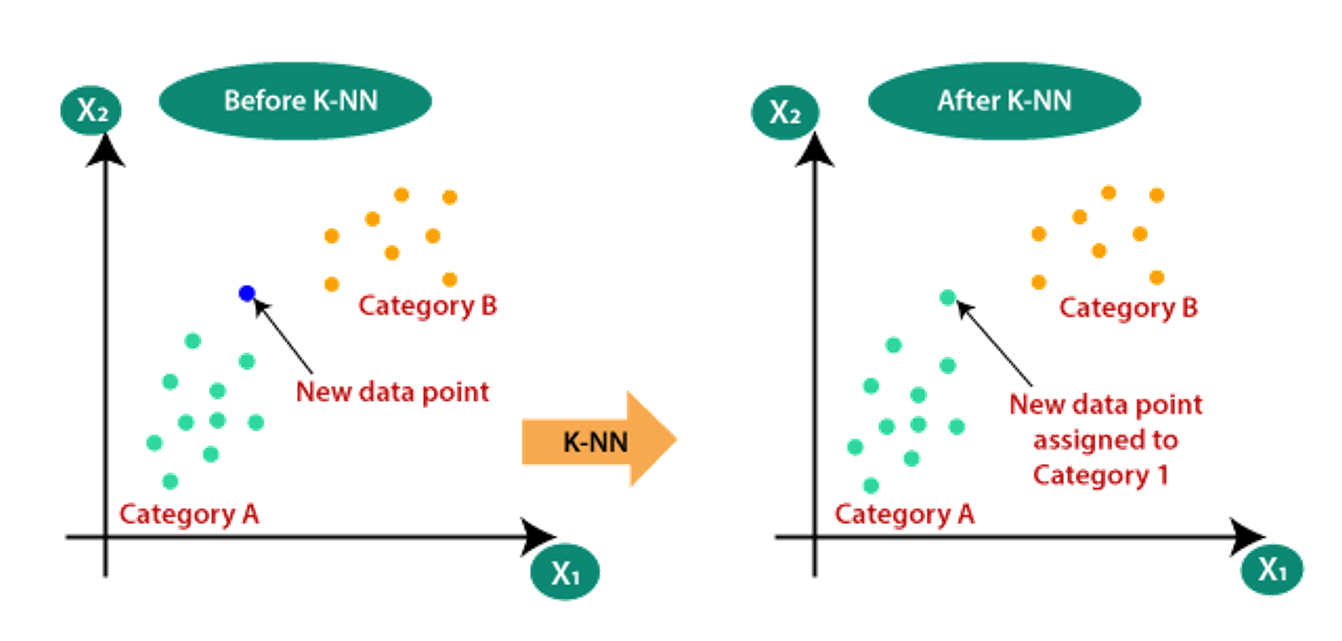 Before K-NN
X₂
Category B
New data point
K-NN
Category A
X₁
After K-NN
X₂
Category B
New data point
assigned to
Category 1
Category A
X₁